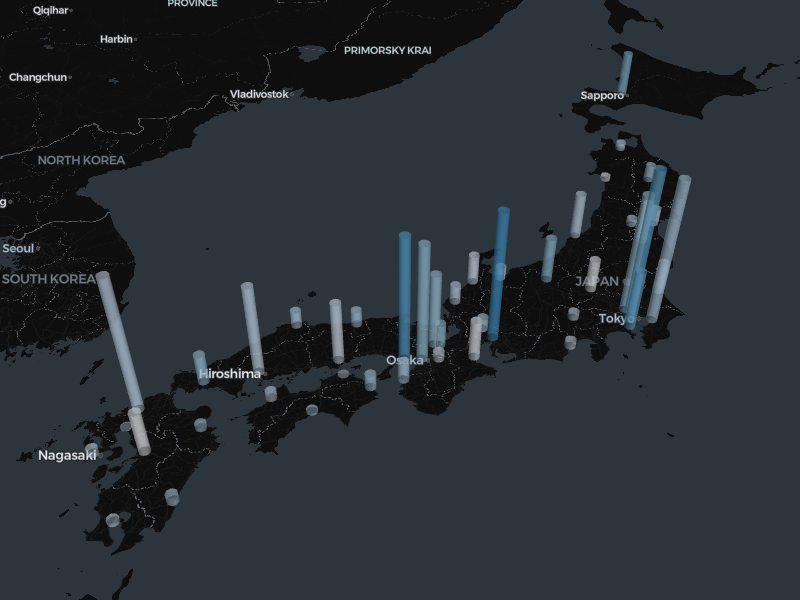 PROVINCE
Qiqihar
Harbin
PRIMORSKY KRAI
Changchun
Vladivostok
Sapporo
NORTH KOREA
g
Seoul
SOUTH KOREA
JAPAN
Tokyo
Osaka
Hiroshima
Nagasaki